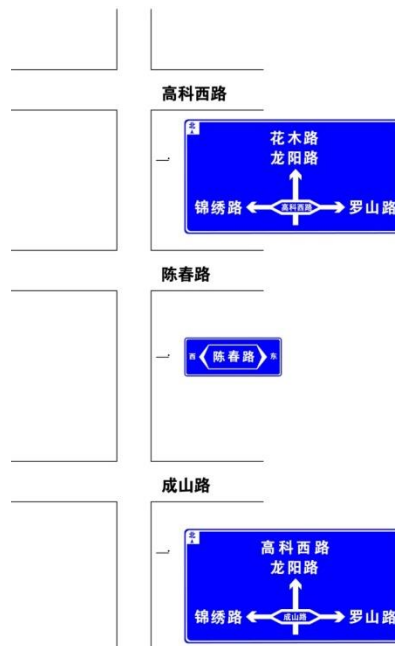 高科西路
北
花木路
龙阳路
锦绣路 高科西路 罗山路
陈春路
西 陈春路 东
成山路
北
高科西路
龙阳路
锦绣路 成山路 罗山路